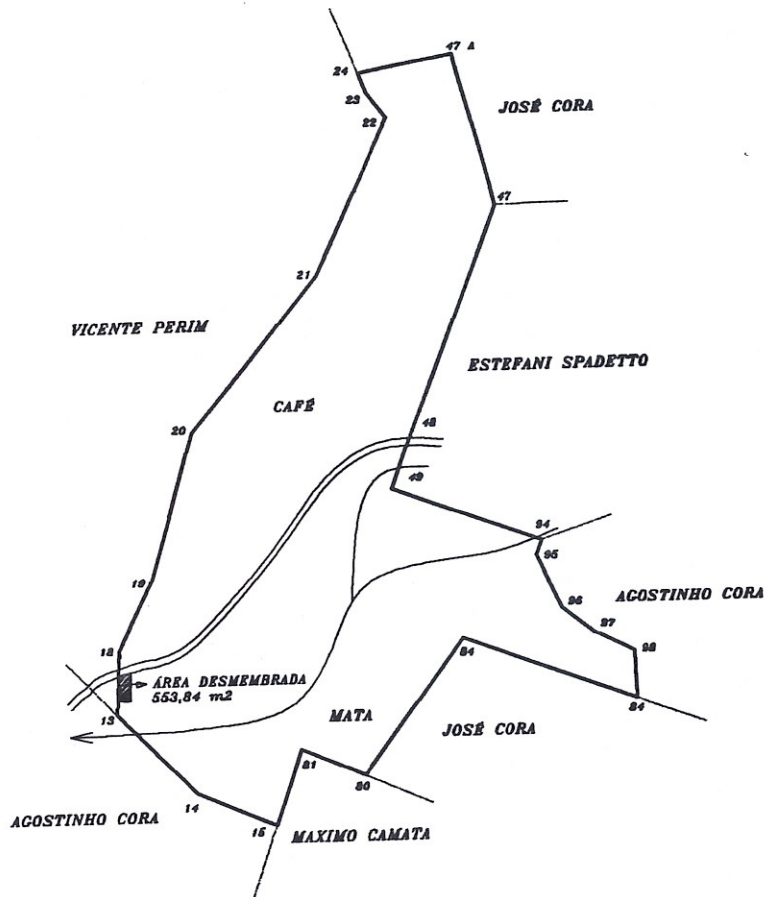 47 A
24
23
JOSÉ CORA
22
47
21
VICENTE PERIM
ESTEFANI SPADETTO
CAFÉ
48
20
49
94
95
19
AGOSTINHO CORA
96
97
18
98
84
ÁREA DESMEMBRADA
553,84 m2
84
13
MATA
JOSÉ CORA
81
80
14
AGOSTINHO CORA
15
MAXIMO CAMATA